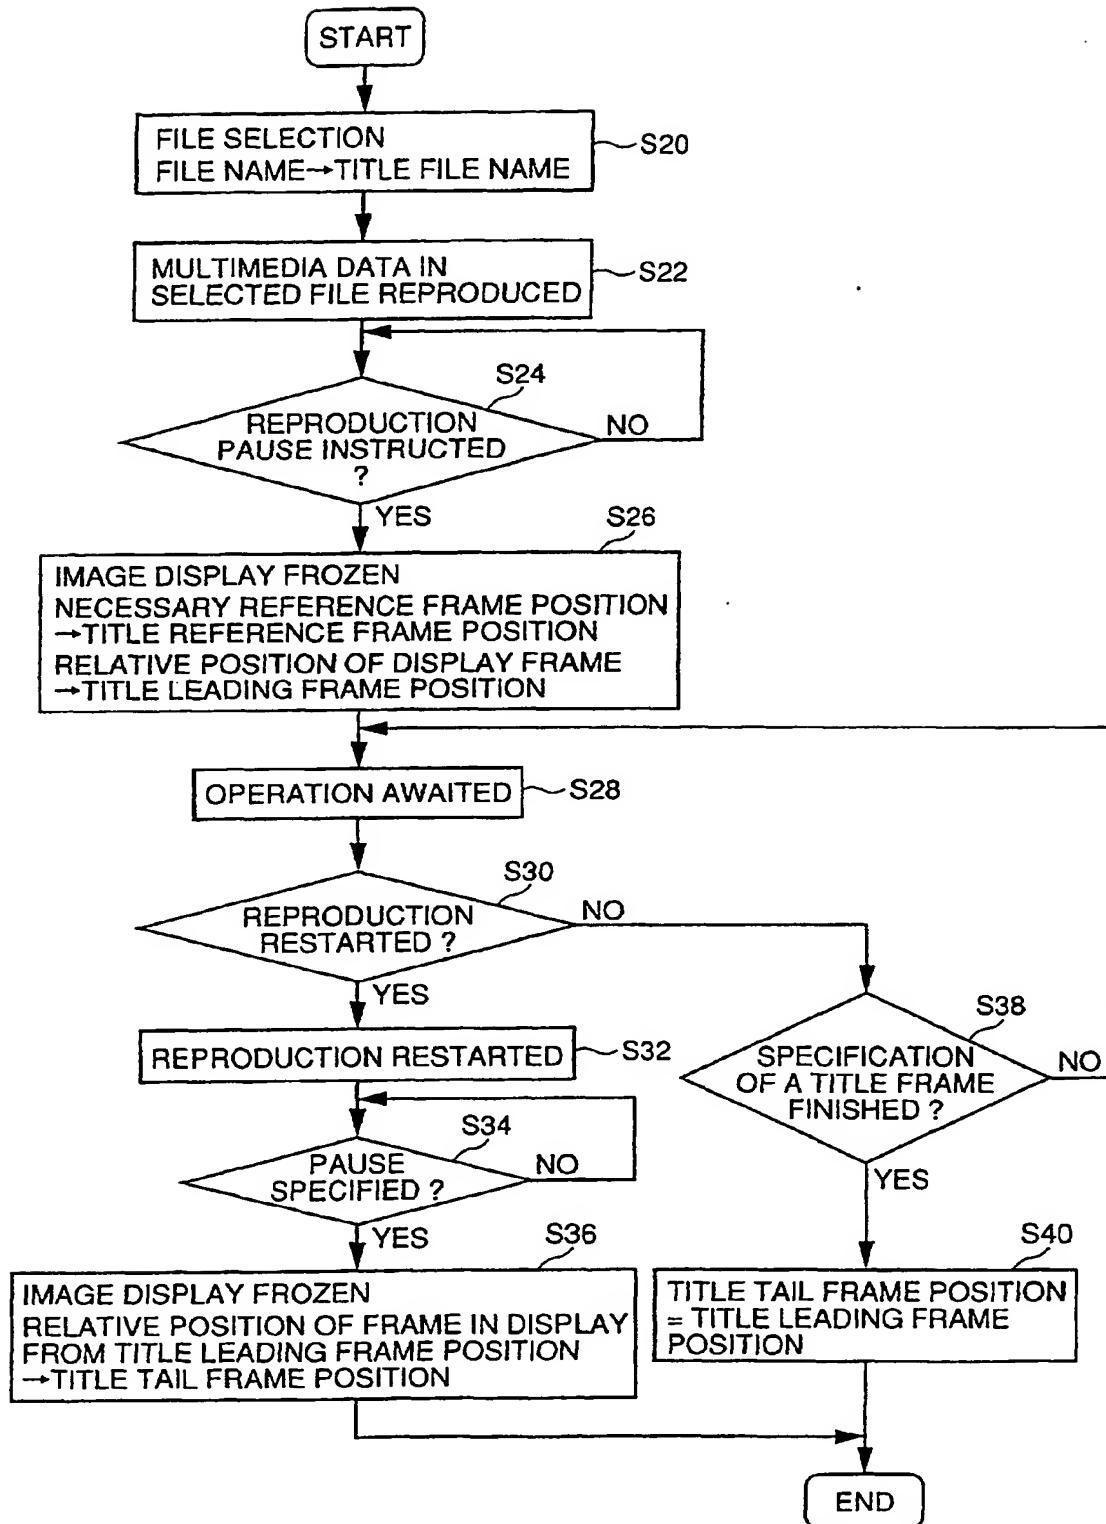 START
FILE SELECTION
FILE NAME→TITLE FILE NAME
S20
MULTIMEDIA DATA IN
SELECTED FILE REPRODUCED
S22
S24
REPRODUCTION
PAUSE INSTRUCTED
?
NO
YES
S26
IMAGE DISPLAY FROZEN
NECESSARY REFERENCE FRAME POSITION
→TITLE REFERENCE FRAME POSITION
RELATIVE POSITION OF DISPLAY FRAME
→TITLE LEADING FRAME POSITION
OPERATION AWAITED
S28
S30
REPRODUCTION
RESTARTED ?
NO
YES
REPRODUCTION RESTARTED
S32
S34
PAUSE
SPECIFIED ?
NO
YES
S36
IMAGE DISPLAY FROZEN
RELATIVE POSITION OF FRAME IN DISPLAY
FROM TITLE LEADING FRAME POSITION
→TITLE TAIL FRAME POSITION
S38
SPECIFICATION
OF A TITLE FRAME
FINISHED ?
NO
YES
S40
TITLE TAIL FRAME POSITION
= TITLE LEADING FRAME
POSITION
END